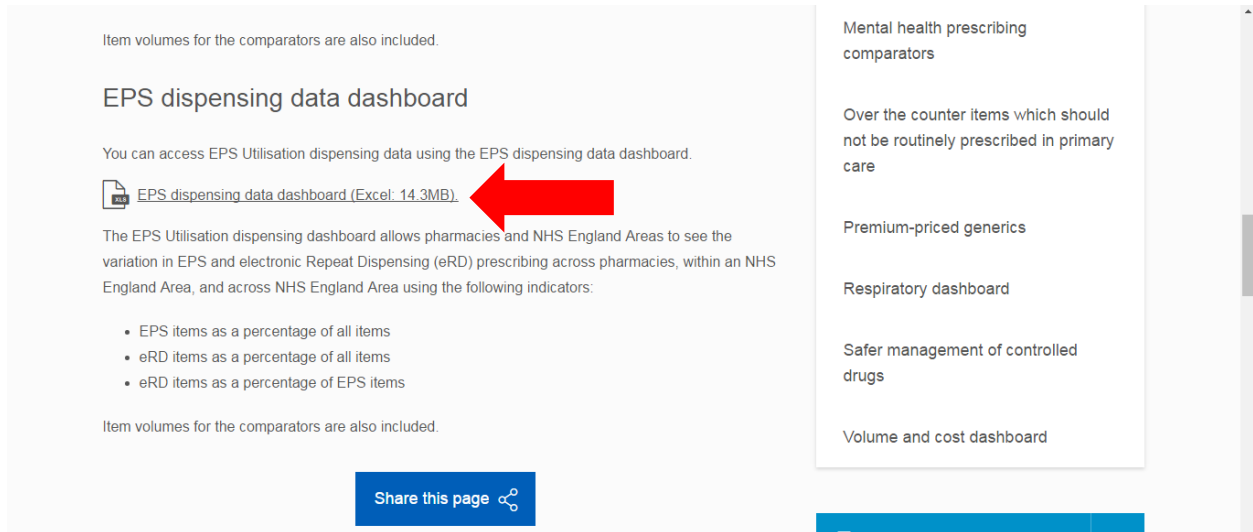 Item volumes for the comparators are also included.
EPS dispensing data dashboard
You can access EPS Utilisation dispensing data using the EPS dispensing data dashboard.
XLS
EPS dispensing data dashboard (Excel: 14.3MB).
The EPS Utilisation dispensing dashboard allows pharmacies and NHS England Areas to see the
variation in EPS and electronic Repeat Dispensing (eRD) prescribing across pharmacies, within an NHS
England Area, and across NHS England Area using the following indicators:
• EPS items as a percentage of all items
• eRD items as a percentage of all items
• eRD items as a percentage of EPS items
Item volumes for the comparators are also included.
Share this page
Mental health prescribing
comparators
Over the counter items which should
not be routinely prescribed in primary
care
Premium-priced generics
Respiratory dashboard
Safer management of controlled
drugs
Volume and cost dashboard